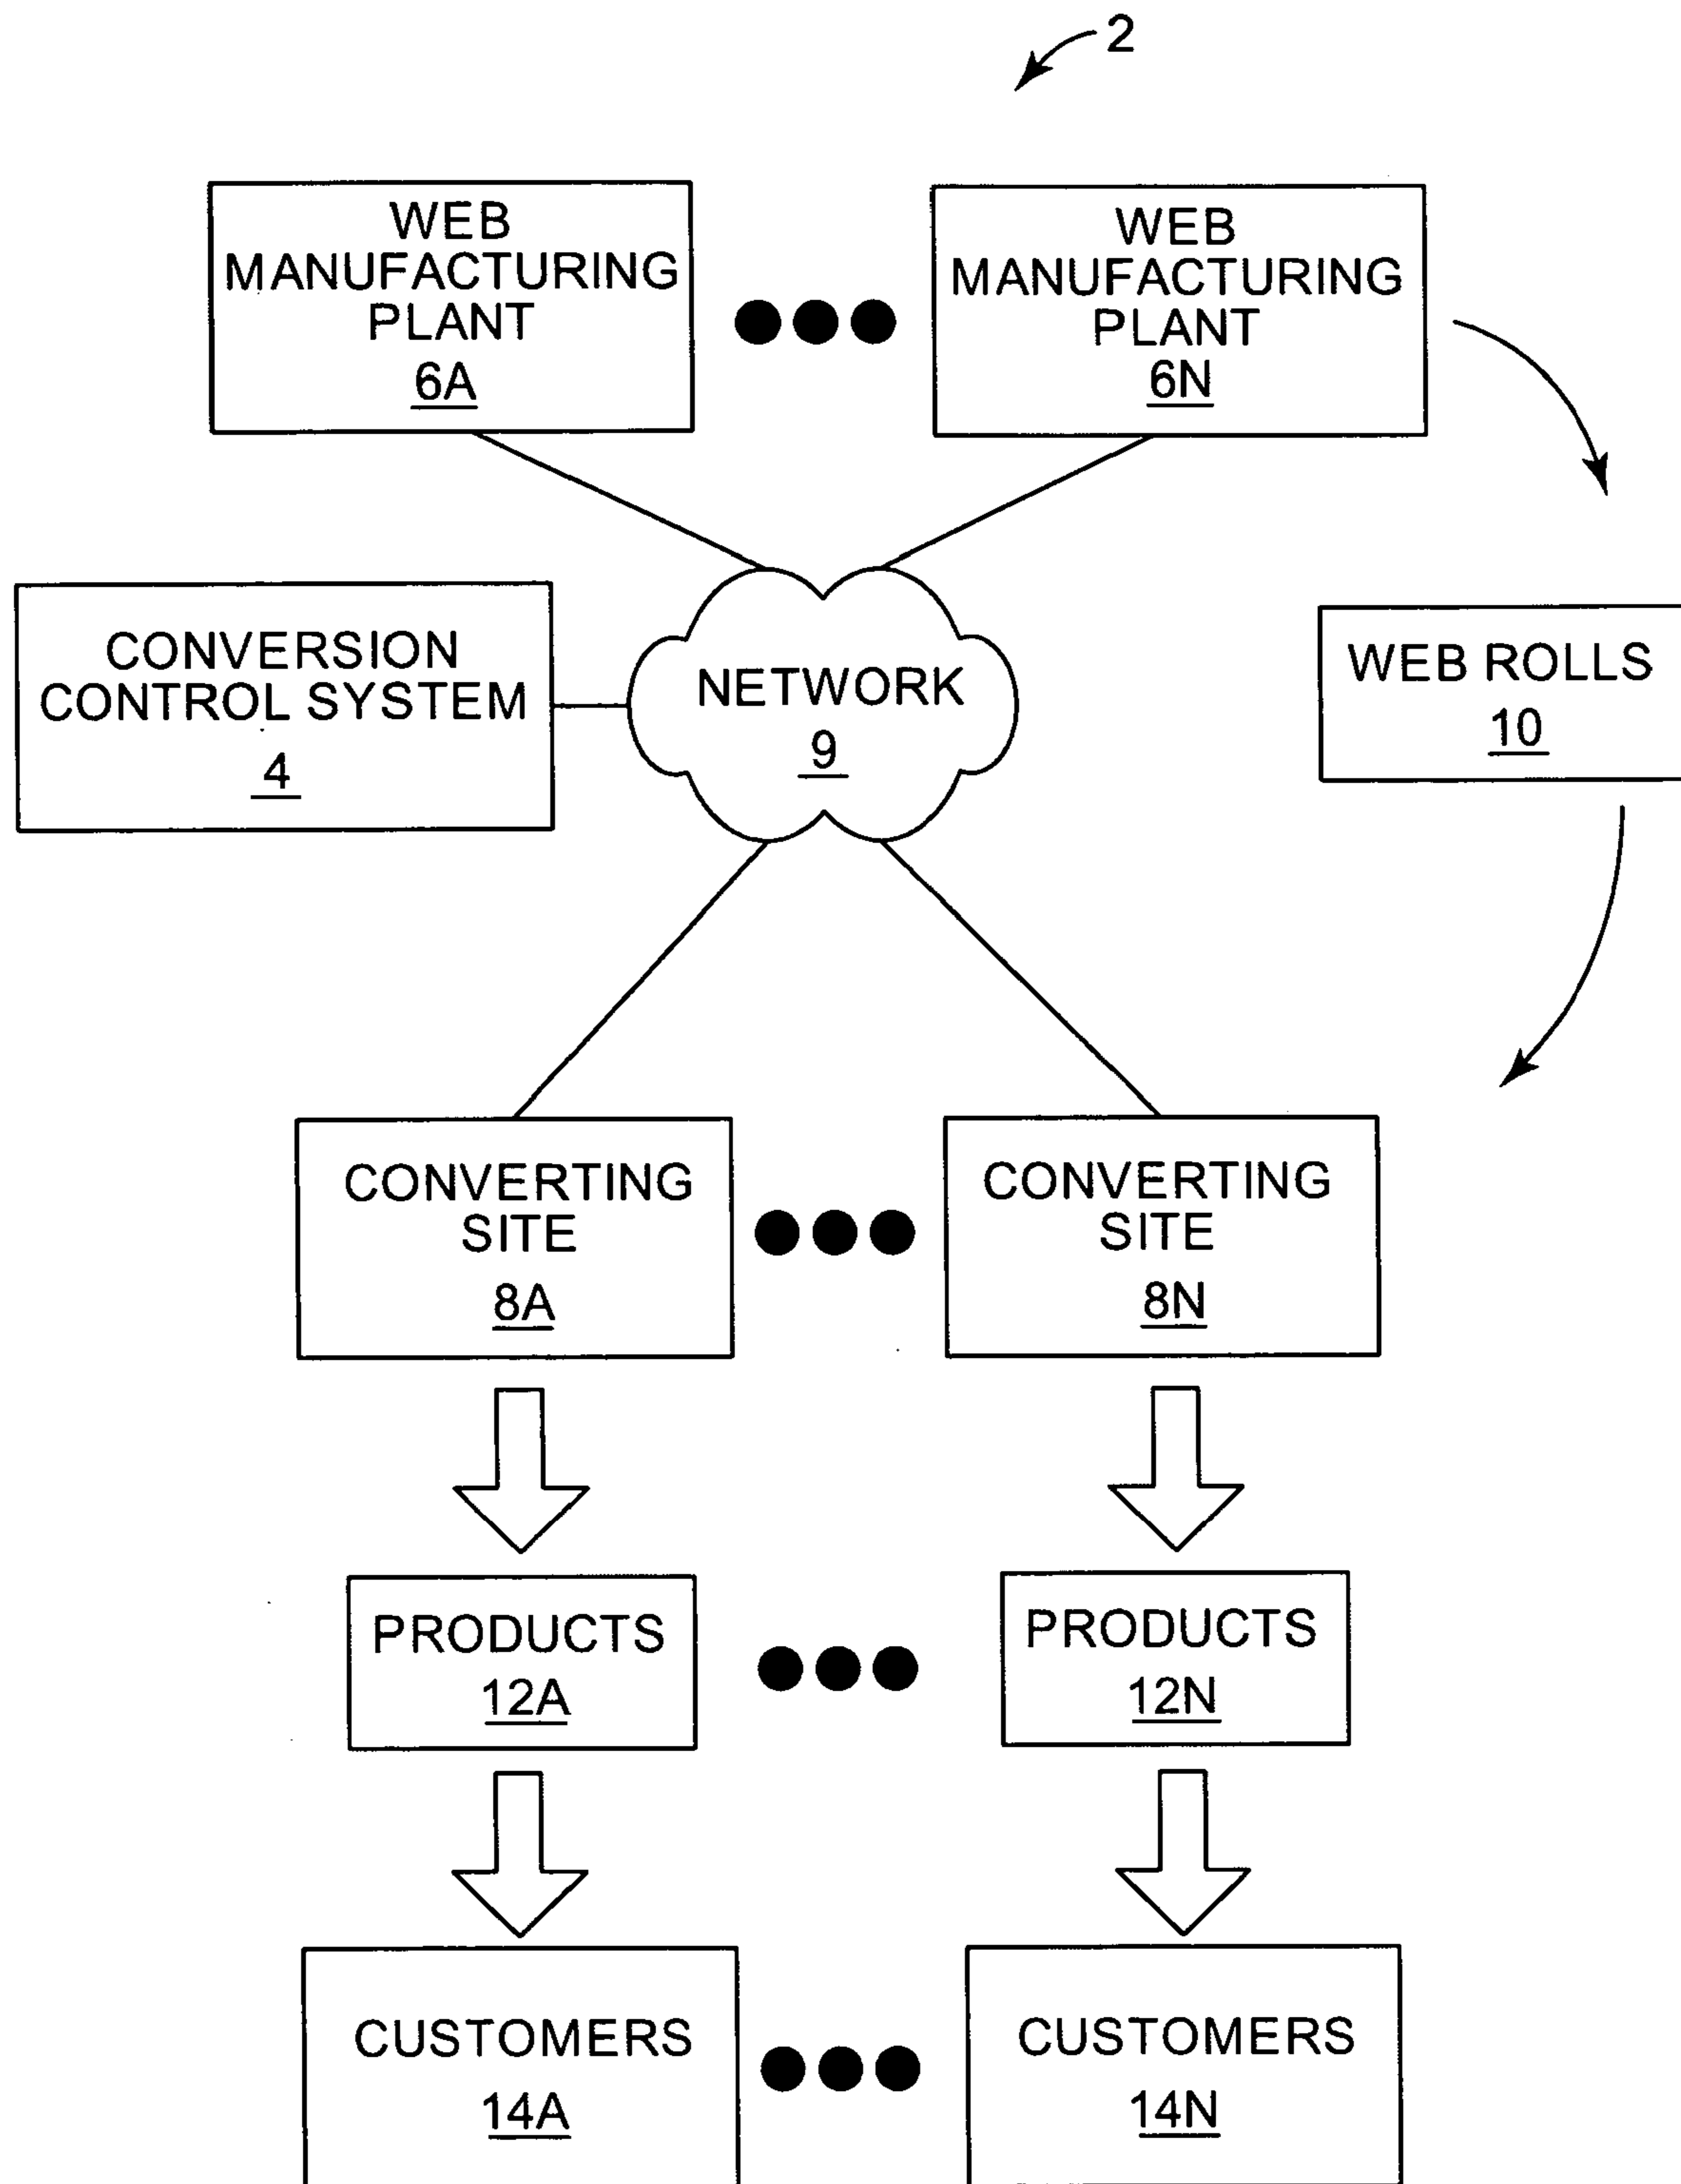 2
WEB
MANUFACTURING
PLANT
6A
WEB
MANUFACTURING
PLANT
6N
CONVERSION
CONTROL SYSTEM
4
NETWORK
9
WEB ROLLS
10
CONVERTING
SITE
8A
CONVERTING
SITE
8N
PRODUCTS
12A
PRODUCTS
12N
CUSTOMERS
14A
CUSTOMERS
14N